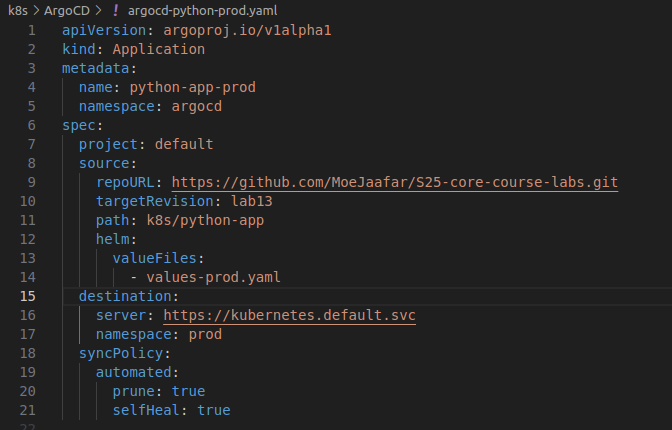 k8s > ArgoCD > ! argocd-python-prod.yaml
1 apiVersion: argoproj.io/v1alpha1
2 kind: Application
3 metadata:
4   name: python-app-prod
5   namespace: argocd
6 spec:
7   project: default
8   source:
9     repoURL: https://github.com/MoeJaafar/S25-core-course-labs.git
10     targetRevision: lab13
11     path: k8s/python-app
12     helm:
13       valueFiles:
14         - values-prod.yaml
15   destination:
16     server: https://kubernetes.default.svc
17     namespace: prod
18   syncPolicy:
19     automated:
20       prune: true
21       selfHeal: true
22